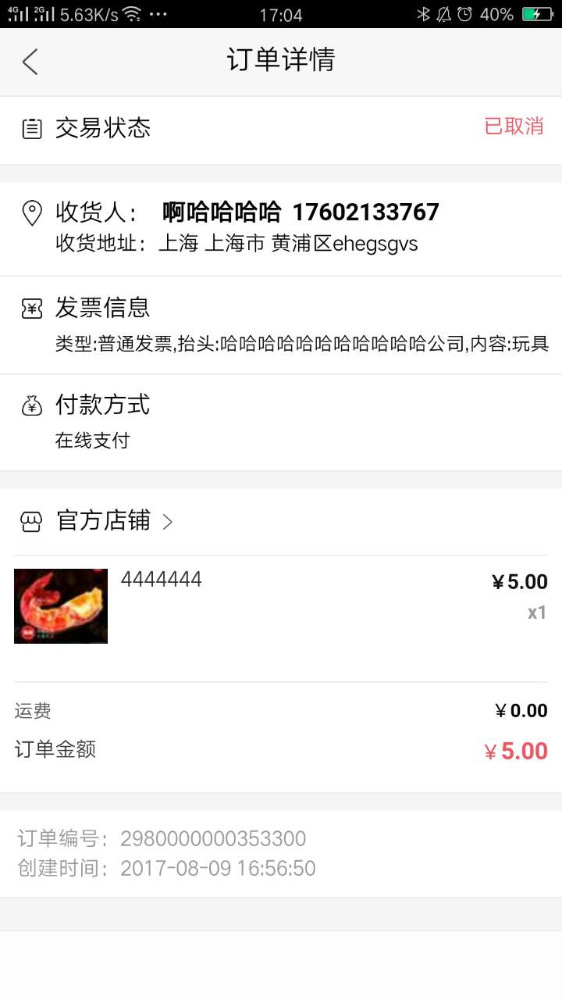 4G 2G 5.63K/s ··· 17:04 40%
订单详情
交易状态 已取消
收货人： 啊哈哈哈哈 17602133767
收货地址：上海 上海市 黄浦区ehegsgvs
发票信息
类型:普通发票,抬头:哈哈哈哈哈哈哈哈哈哈哈公司,内容:玩具
付款方式
在线支付
官方店铺
4444444 ¥5.00
x1
运费 ¥0.00
订单金额 ¥5.00
订单编号：2980000000353300
创建时间：2017-08-09 16:56:50